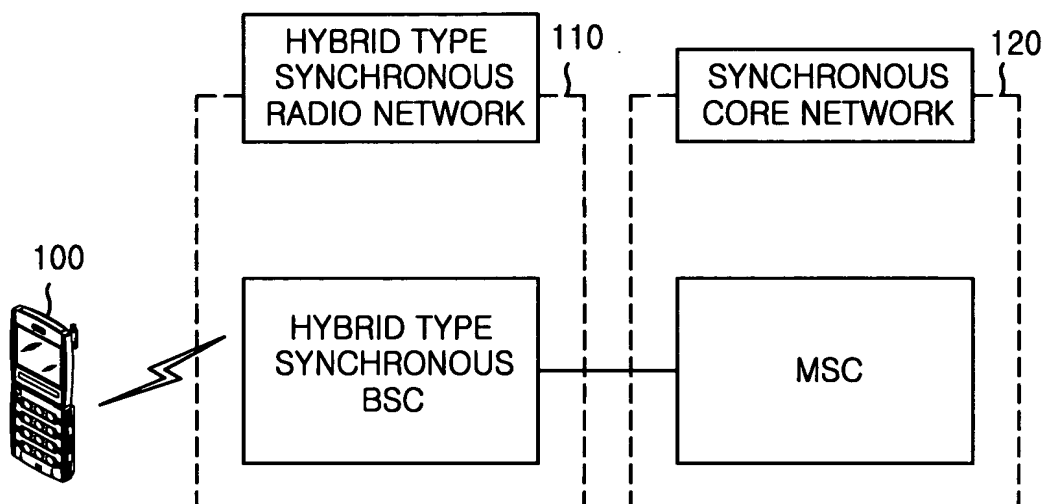 HYBRID TYPE
SYNCHRONOUS
RADIO NETWORK
110
SYNCHRONOUS
CORE NETWORK
120
100
HYBRID TYPE
SYNCHRONOUS
BSC
MSC